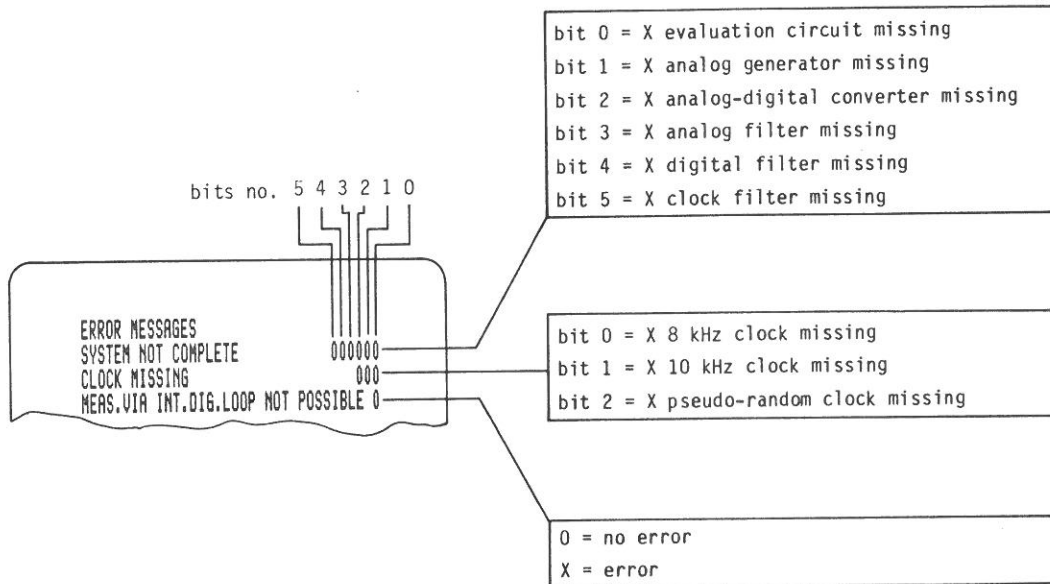 bit 0 = X evaluation circuit missing
bit 1 = X analog generator missing
bit 2 = X analog-digital converter missing
bit 3 = X analog filter missing
bit 4 = X digital filter missing
bit 5 = X clock filter missing
bits no. 5 4 3 2 1 0
ERROR MESSAGES
SYSTEM NOT COMPLETE 000000
CLOCK MISSING 000
MEAS.VIA INT.DIG.LOOP NOT POSSIBLE 0
bit 0 = X 8 kHz clock missing
bit 1 = X 10 kHz clock missing
bit 2 = X pseudo-random clock missing
0 = no error
X = error